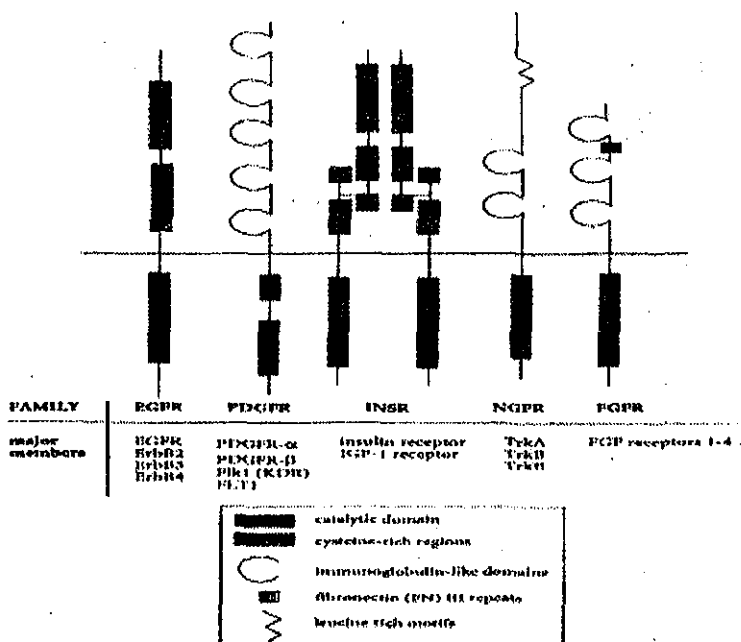 FAMILY EGFR PDGFR INSR NGFR FGFR
major members
EGFR
ErbB2
ErbB3
ErbB4
PDGFR-α
PDGFR-β
Flk1 (KDR)
FLT1
insulin receptor
IGF-1 receptor
TrkA
TrkB
FGF receptors 1-4
catalytic domain
cysteine-rich regions
immunoglobulin-like domains
fibronectin (FN) III repeats
leucine rich motifs